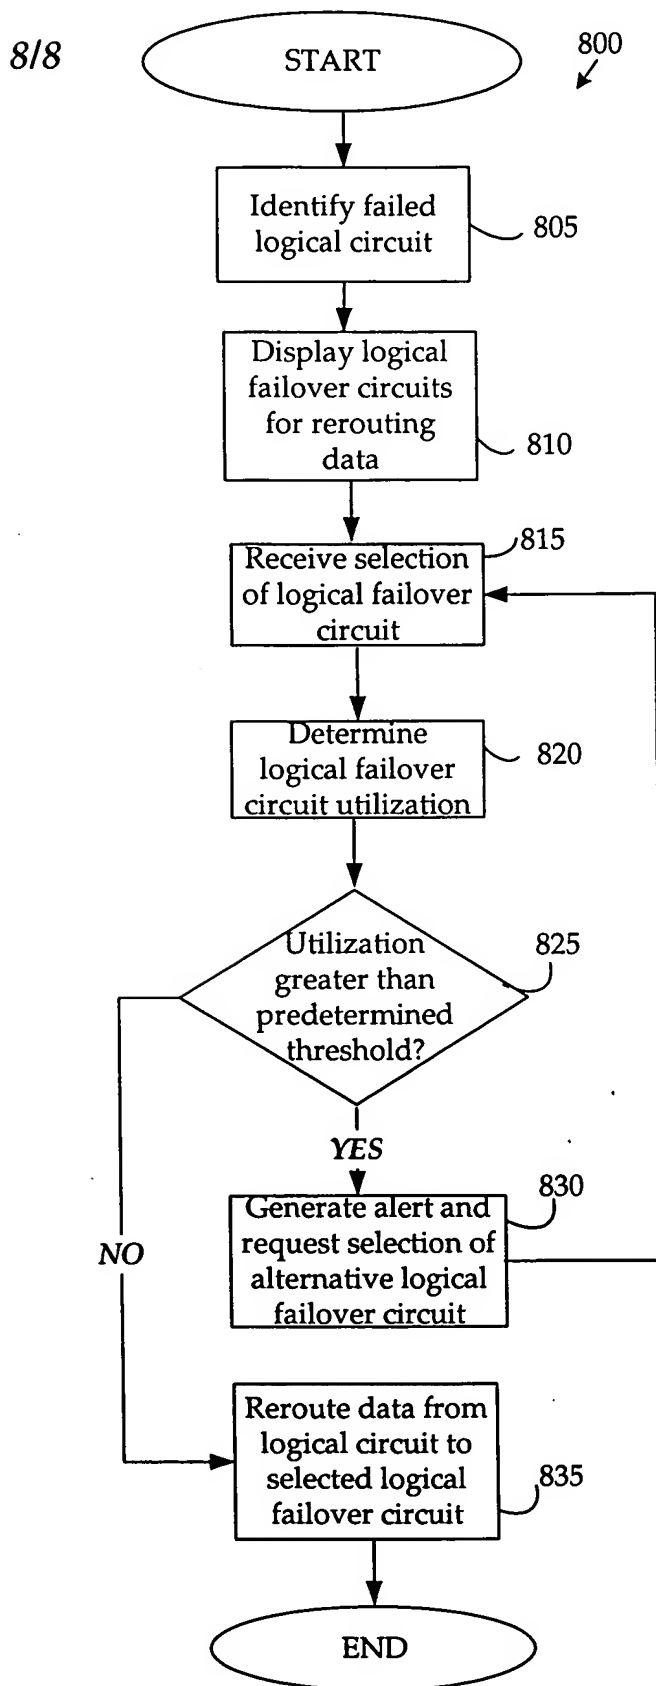 8/8
START
800
Identify failed
logical circuit
805
Display logical
failover circuits
for rerouting
data
810
815
Receive selection
of logical failover
circuit
Determine
logical failover
circuit utilization
820
Utilization
greater than
predetermined
threshold?
825
YES
830
Generate alert and
request selection of
alternative logical
failover circuit
NO
Reroute data from
logical circuit to
selected logical
failover circuit
835
END